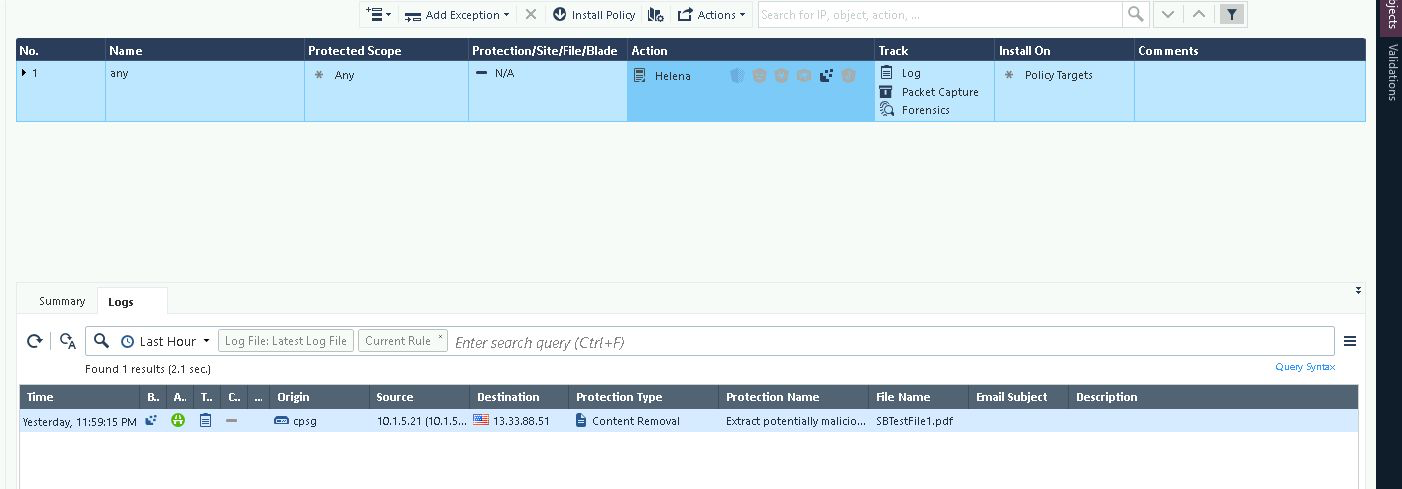 Add Exception Install Policy Actions Search for IP, object, action, ...
bjects
Validations
No. Name Protected Scope Protection/Site/File/Blade Action Track Install On Comments
1 any Any N/A Helena Log Policy Targets
Packet Capture
Forensics
Summary Logs
Last Hour Log File: Latest Log File Current Rule × Enter search query (Ctrl+F)
Found 1 results (2.1 sec.) Query Syntax
Time B.. A.. T.. C.. ... Origin Source Destination Protection Type Protection Name File Name Email Subject Description
Yesterday, 11:59:15 PM cpsg 10.1.5.21 (10.1.5... 13.33.88.51 Content Removal Extract potentially malicio... SBTestFile1.pdf